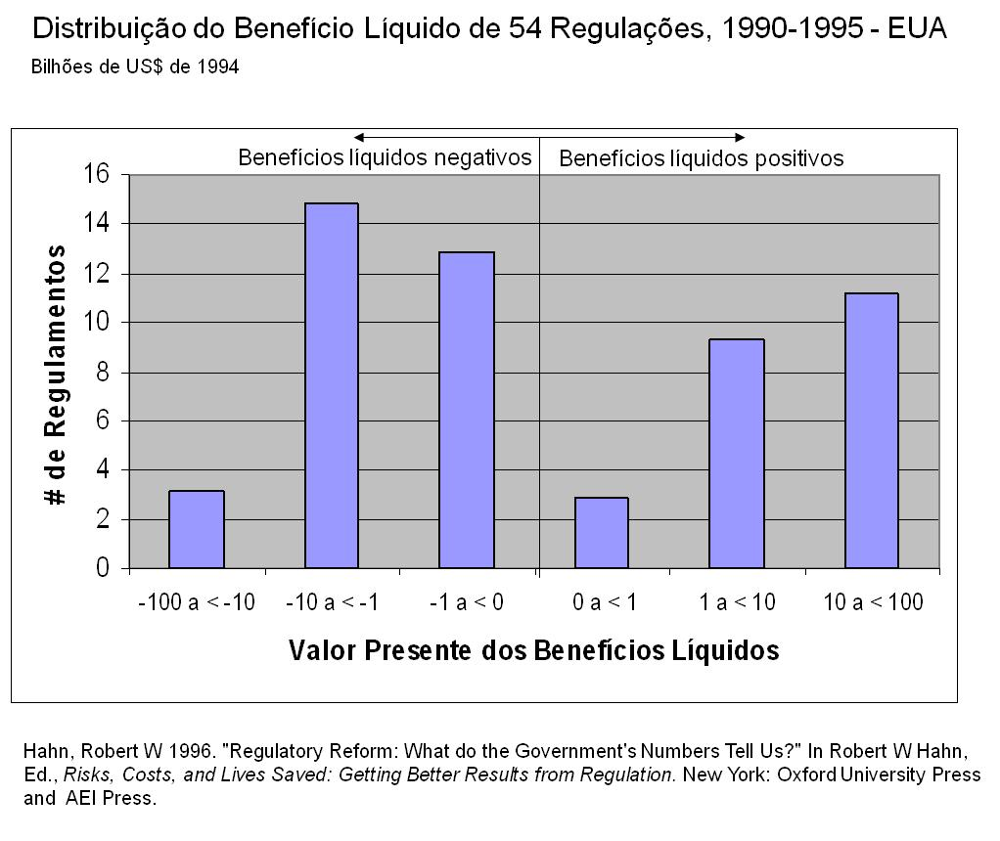 Distribuição do Benefício Líquido de 54 Regulações, 1990-1995 - EUA
Bilhões de US$ de 1994
Benefícios líquidos negativos
Benefícios líquidos positivos
16
14
12
10
8
6
4
2
0
# de Regulamentos
-100 a < -10
-10 a < -1
-1 a < 0
0 a < 1
1 a < 10
10 a < 100
Valor Presente dos Benefícios Líquidos
Hahn, Robert W 1996. "Regulatory Reform: What do the Government's Numbers Tell Us?" In Robert W Hahn,
Ed., Risks, Costs, and Lives Saved: Getting Better Results from Regulation. New York: Oxford University Press
and AEI Press.